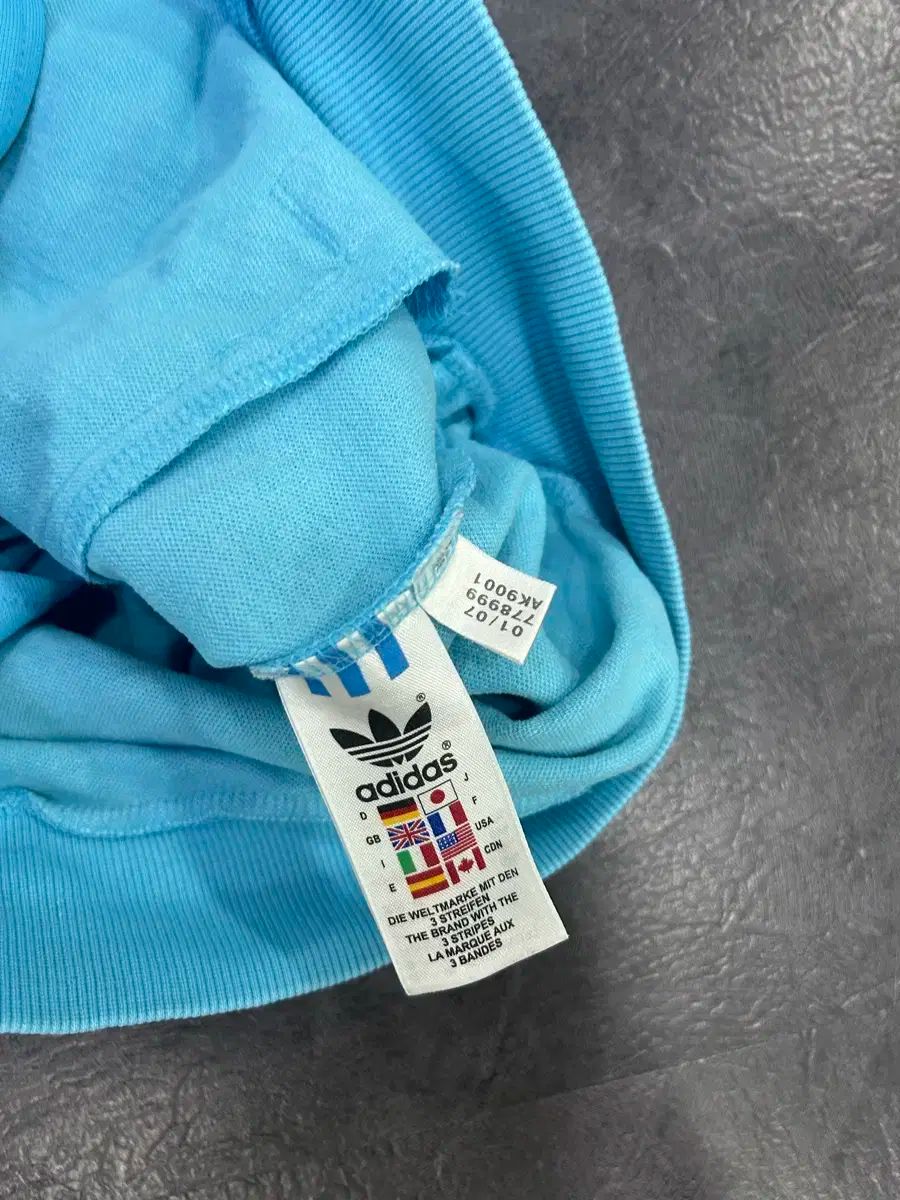 01/07
778999
AK9001
®
adidas®
D J
GB F
I USA
E CDN
DIE WELTMARKE MIT DEN
3 STREIFEN
THE BRAND WITH THE
3 STRIPES
LA MARQUE AUX
3 BANDES